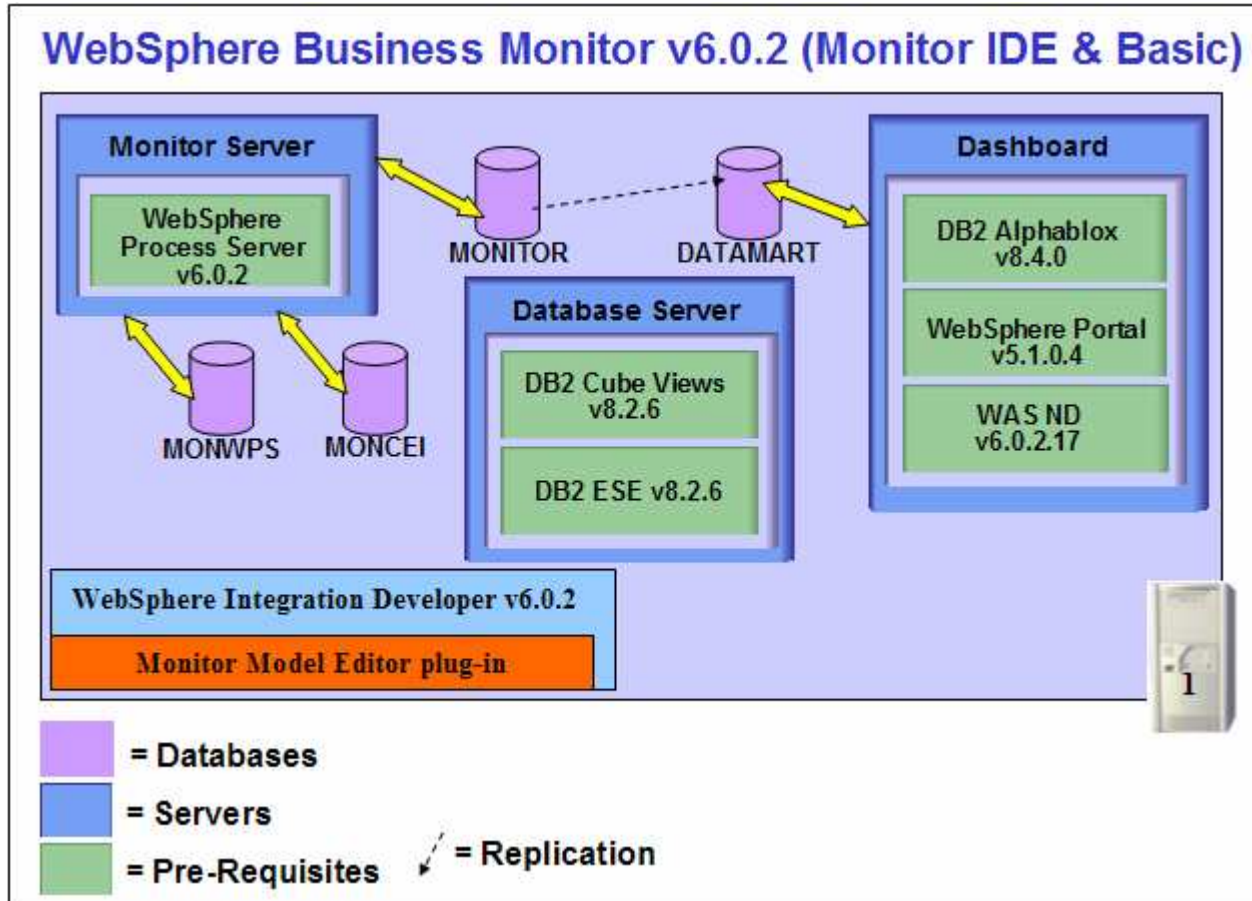 WebSphere Business Monitor v6.0.2 (Monitor IDE & Basic)
Monitor Server
WebSphere
Process Server
v6.0.2
MONITOR
DATAMART
Dashboard
DB2 Alphablox
v8.4.0
WebSphere Portal
v5.1.0.4
WAS ND
v6.0.2.17
Database Server
DB2 Cube Views
v8.2.6
DB2 ESE v8.2.6
MONWPS
MONCEI
WebSphere Integration Developer v6.0.2
Monitor Model Editor plug-in
1
= Databases
= Servers
= Pre-Requisites
= Replication